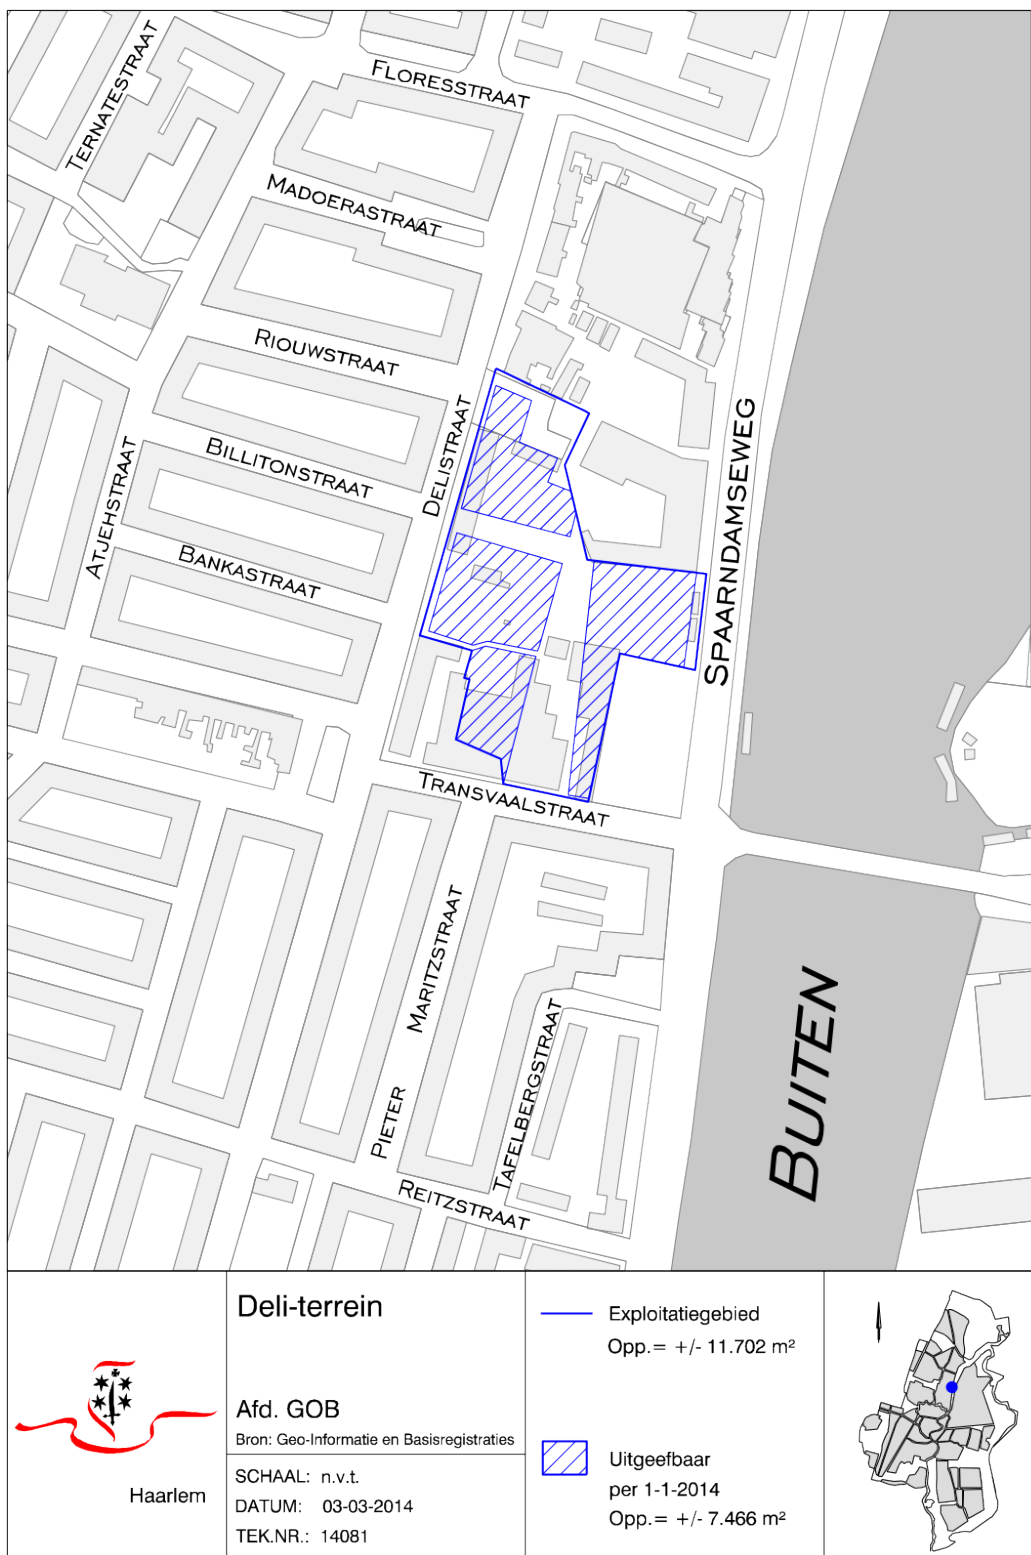 TERNATESTRAAT
FLORESSTRAAT
MADOERASTRAAT
RIOUWSTRAAT
BILLITONSTRAAT
BANKASTRAAT
ATJEHSTRAAT
DELISTRAAT
SPAARNDAMSEWEG
TRANSVAALSTRAAT
PIETER MARITZSTRAAT
TAFELBERGSTRAAT
REITZSTRAAT
BUITEN
Haarlem
Deli-terrein
Afd. GOB
Bron: Geo-Informatie en Basisregistraties
SCHAAL: n.v.t.
DATUM: 03-03-2014
TEK.NR.: 14081
Exploitatiegebied
Opp.= +/- 11.702 m²
Uitgeefbaar
per 1-1-2014
Opp.= +/- 7.466 m²